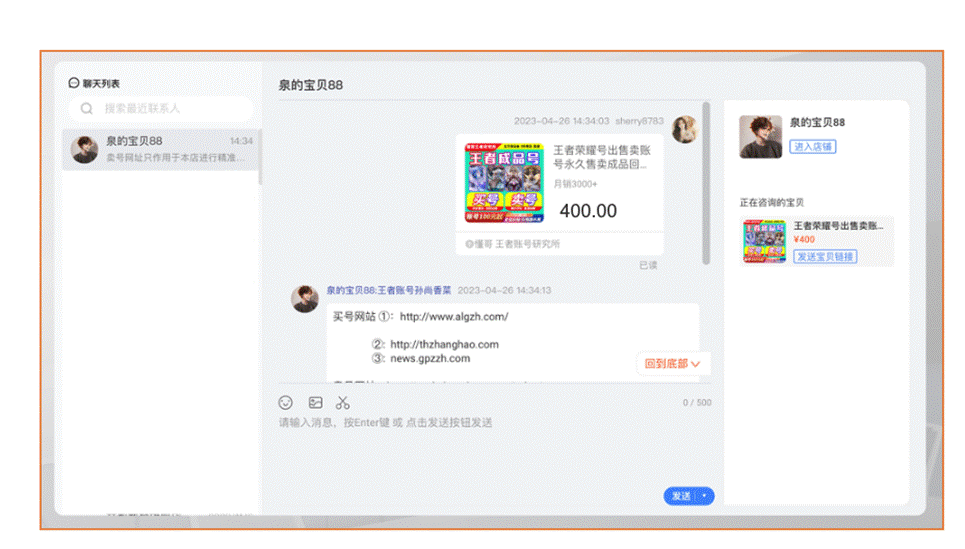 聊天列表
搜索最近联系人
泉的宝贝88
14:34
卖号网址只作用于本店进行精准...
泉的宝贝88
2023-04-26 14:34:03 sherry8783
王者成品号
买号 卖号
王者荣耀号出售卖账
号永久售卖成品回...
月销3000+
400.00
@懂哥 王者账号研究所
已读
泉的宝贝88:王者账号孙尚香菜 2023-04-26 14:34:13
买号网站 ①: http://www.algzh.com/
②: http://thzhanghao.com
③: news.gpzzh.com
回到底部
0 / 500
请输入消息,按Enter键 或 点击发送按钮发送
发送
泉的宝贝88
进入店铺
正在咨询的宝贝
王者荣耀号出售卖账...
¥400
发送宝贝链接